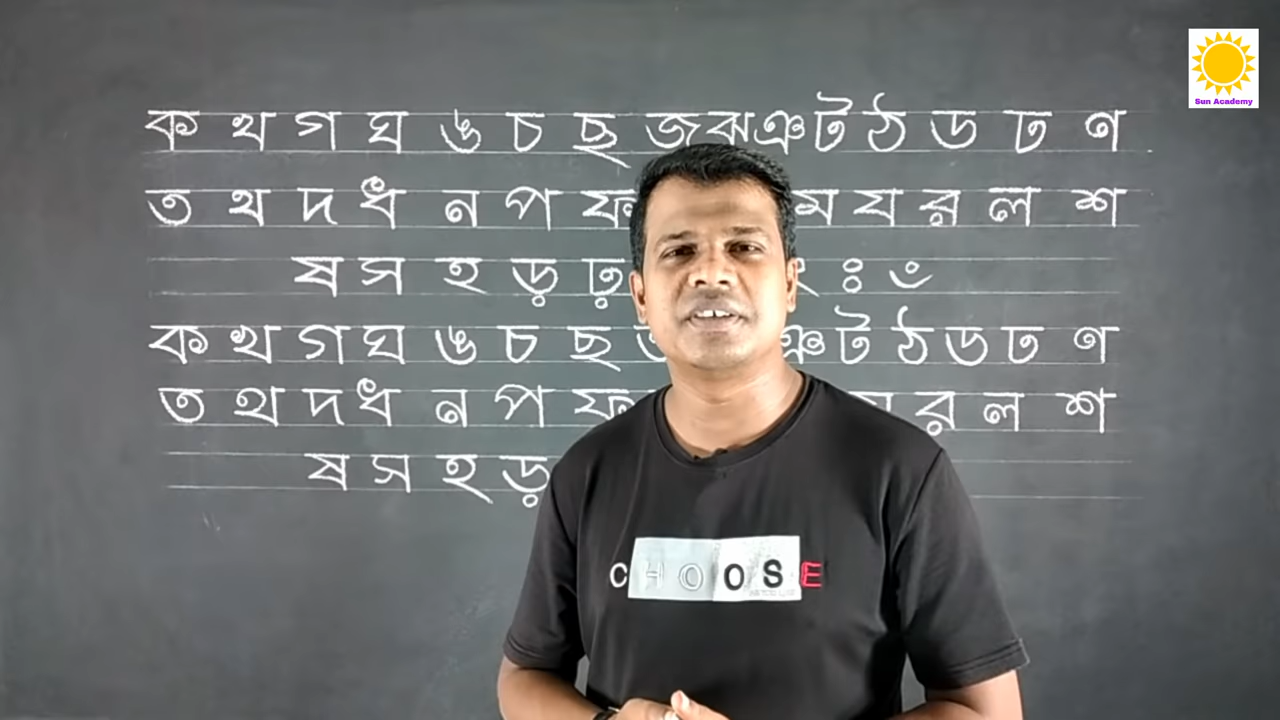 Sun Academy
ক খ গ ঘ ঙ চ ছ জ ঝ ঞ ট ঠ ড ঢ ণ
ত থ দ ধ ন প ফ ম য র ল শ
ষ স হ ড় ঢ় ঃ ঁ
ক খ গ ঘ ঙ চ ছ ঞ ট ঠ ড ঢ ণ
ত থ দ ধ ন প ফ র ল শ
ষ স হ ড়
CHOOSE